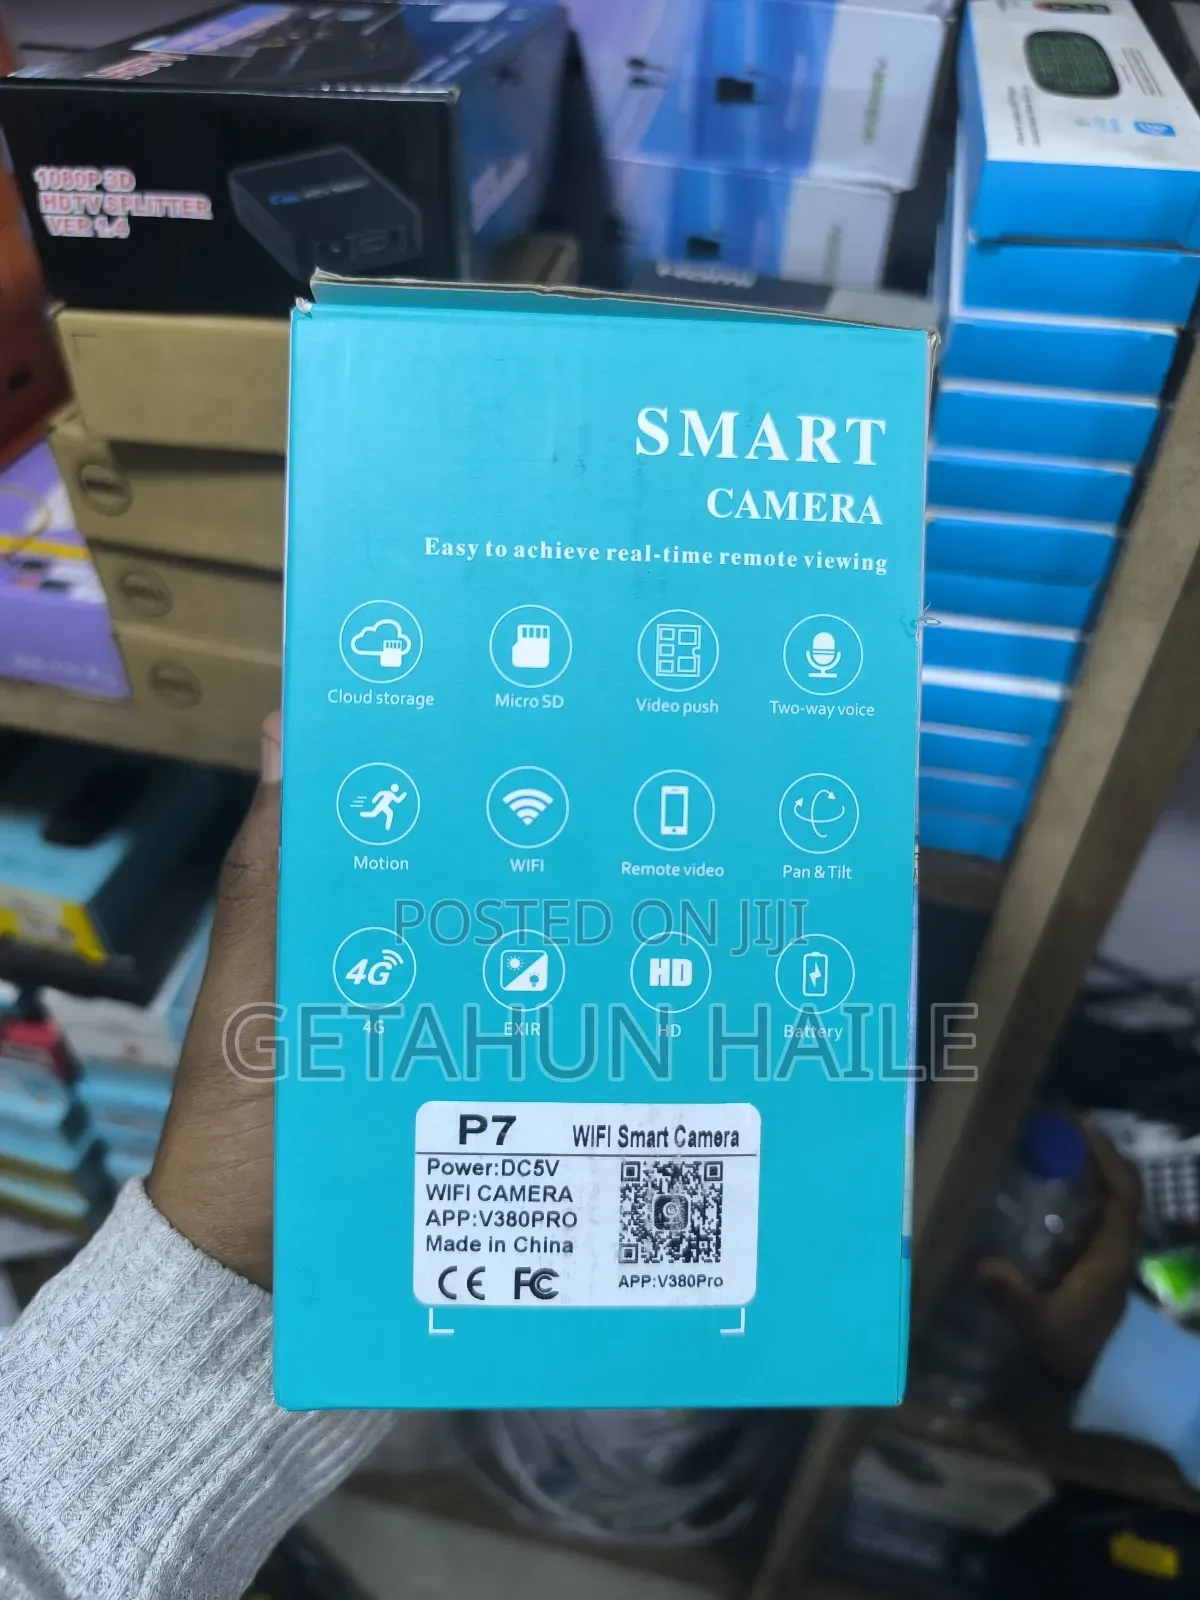 1080P 3D
HDTV SPLITTER
VER 1.4
SMART
CAMERA
Easy to achieve real-time remote viewing
Cloud storage
Micro SD
Video push
Two-way voice
Motion
WIFI
Remote video
Pan & Tilt
POSTED ON JIJI
4G
HD
GETAHUN HAILE
4G
EXIR
HD
Battery
P7
WIFI Smart Camera
Power:DC5V
WIFI CAMERA
APP:V380PRO
Made in China
CE FC
APP:V380Pro
DELL